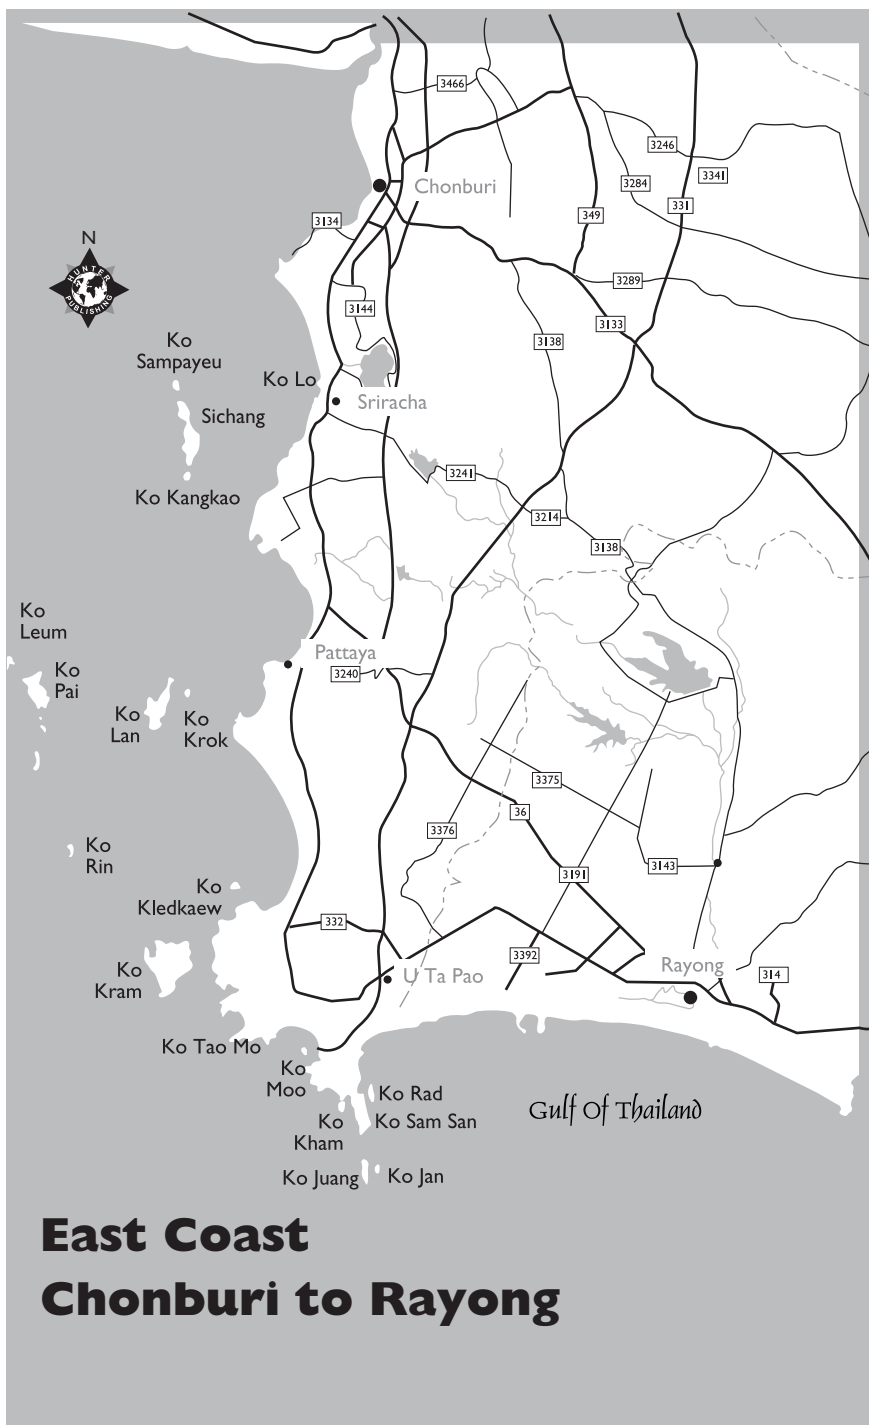 3466
3246
3341
3284
Chonburi
331
349
3134
N
HUNTER
PUBLISHING
3289
3144
3133
Ko
Sampayeu
3138
Ko Lo
Sriracha
Sichang
3241
Ko Kangkao
3214
3138
Ko
Leum
Pattaya
3240
Ko
Pai
Ko
Lan
Ko
Krok
3375
36
3376
Ko
Rin
3143
3191
Ko
Kledkaew
332
3392
Rayong
314
U Ta Pao
Ko
Kram
Ko Tao Mo
Ko
Moo
Ko Rad
Gulf Of Thailand
Ko Sam San
Ko
Kham
Ko Juang
Ko Jan
East Coast
Chonburi to Rayong